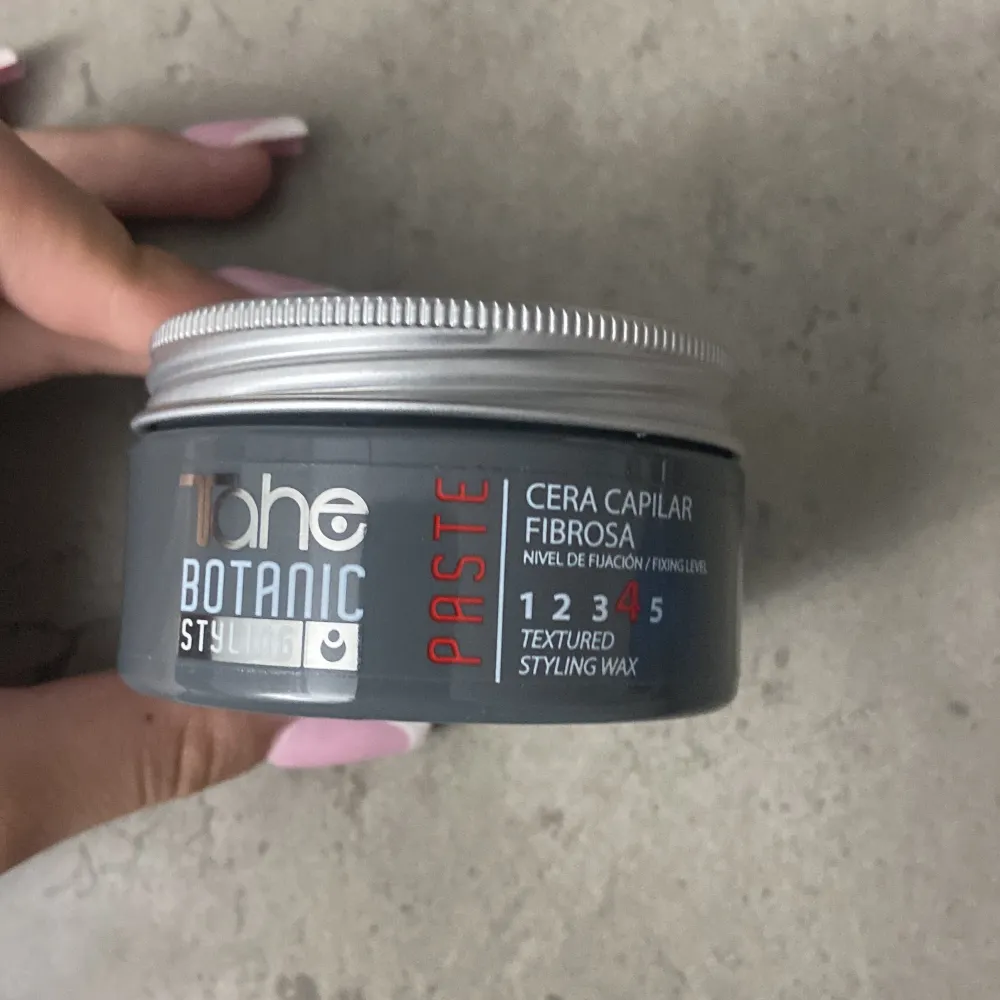 Tahe
BOTANIC
STYLING
PASTE
CERA CAPILAR
FIBROSA
NIVEL DE FIJACIÓN / FIXING LEVEL
1 2 3 4 5
TEXTURED
STYLING WAX